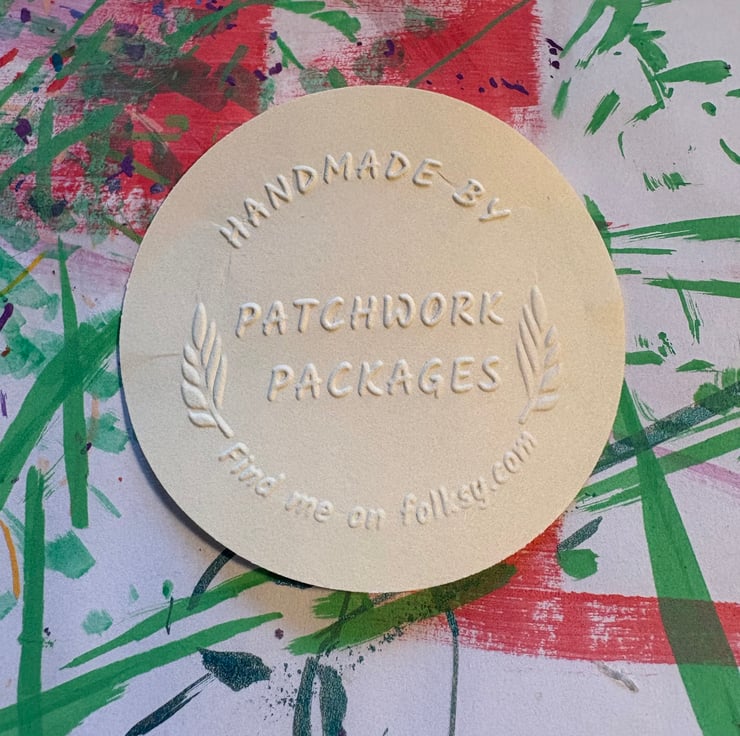 HANDMADE BY
PATCHWORK
PACKAGES
Find me on folksy.com